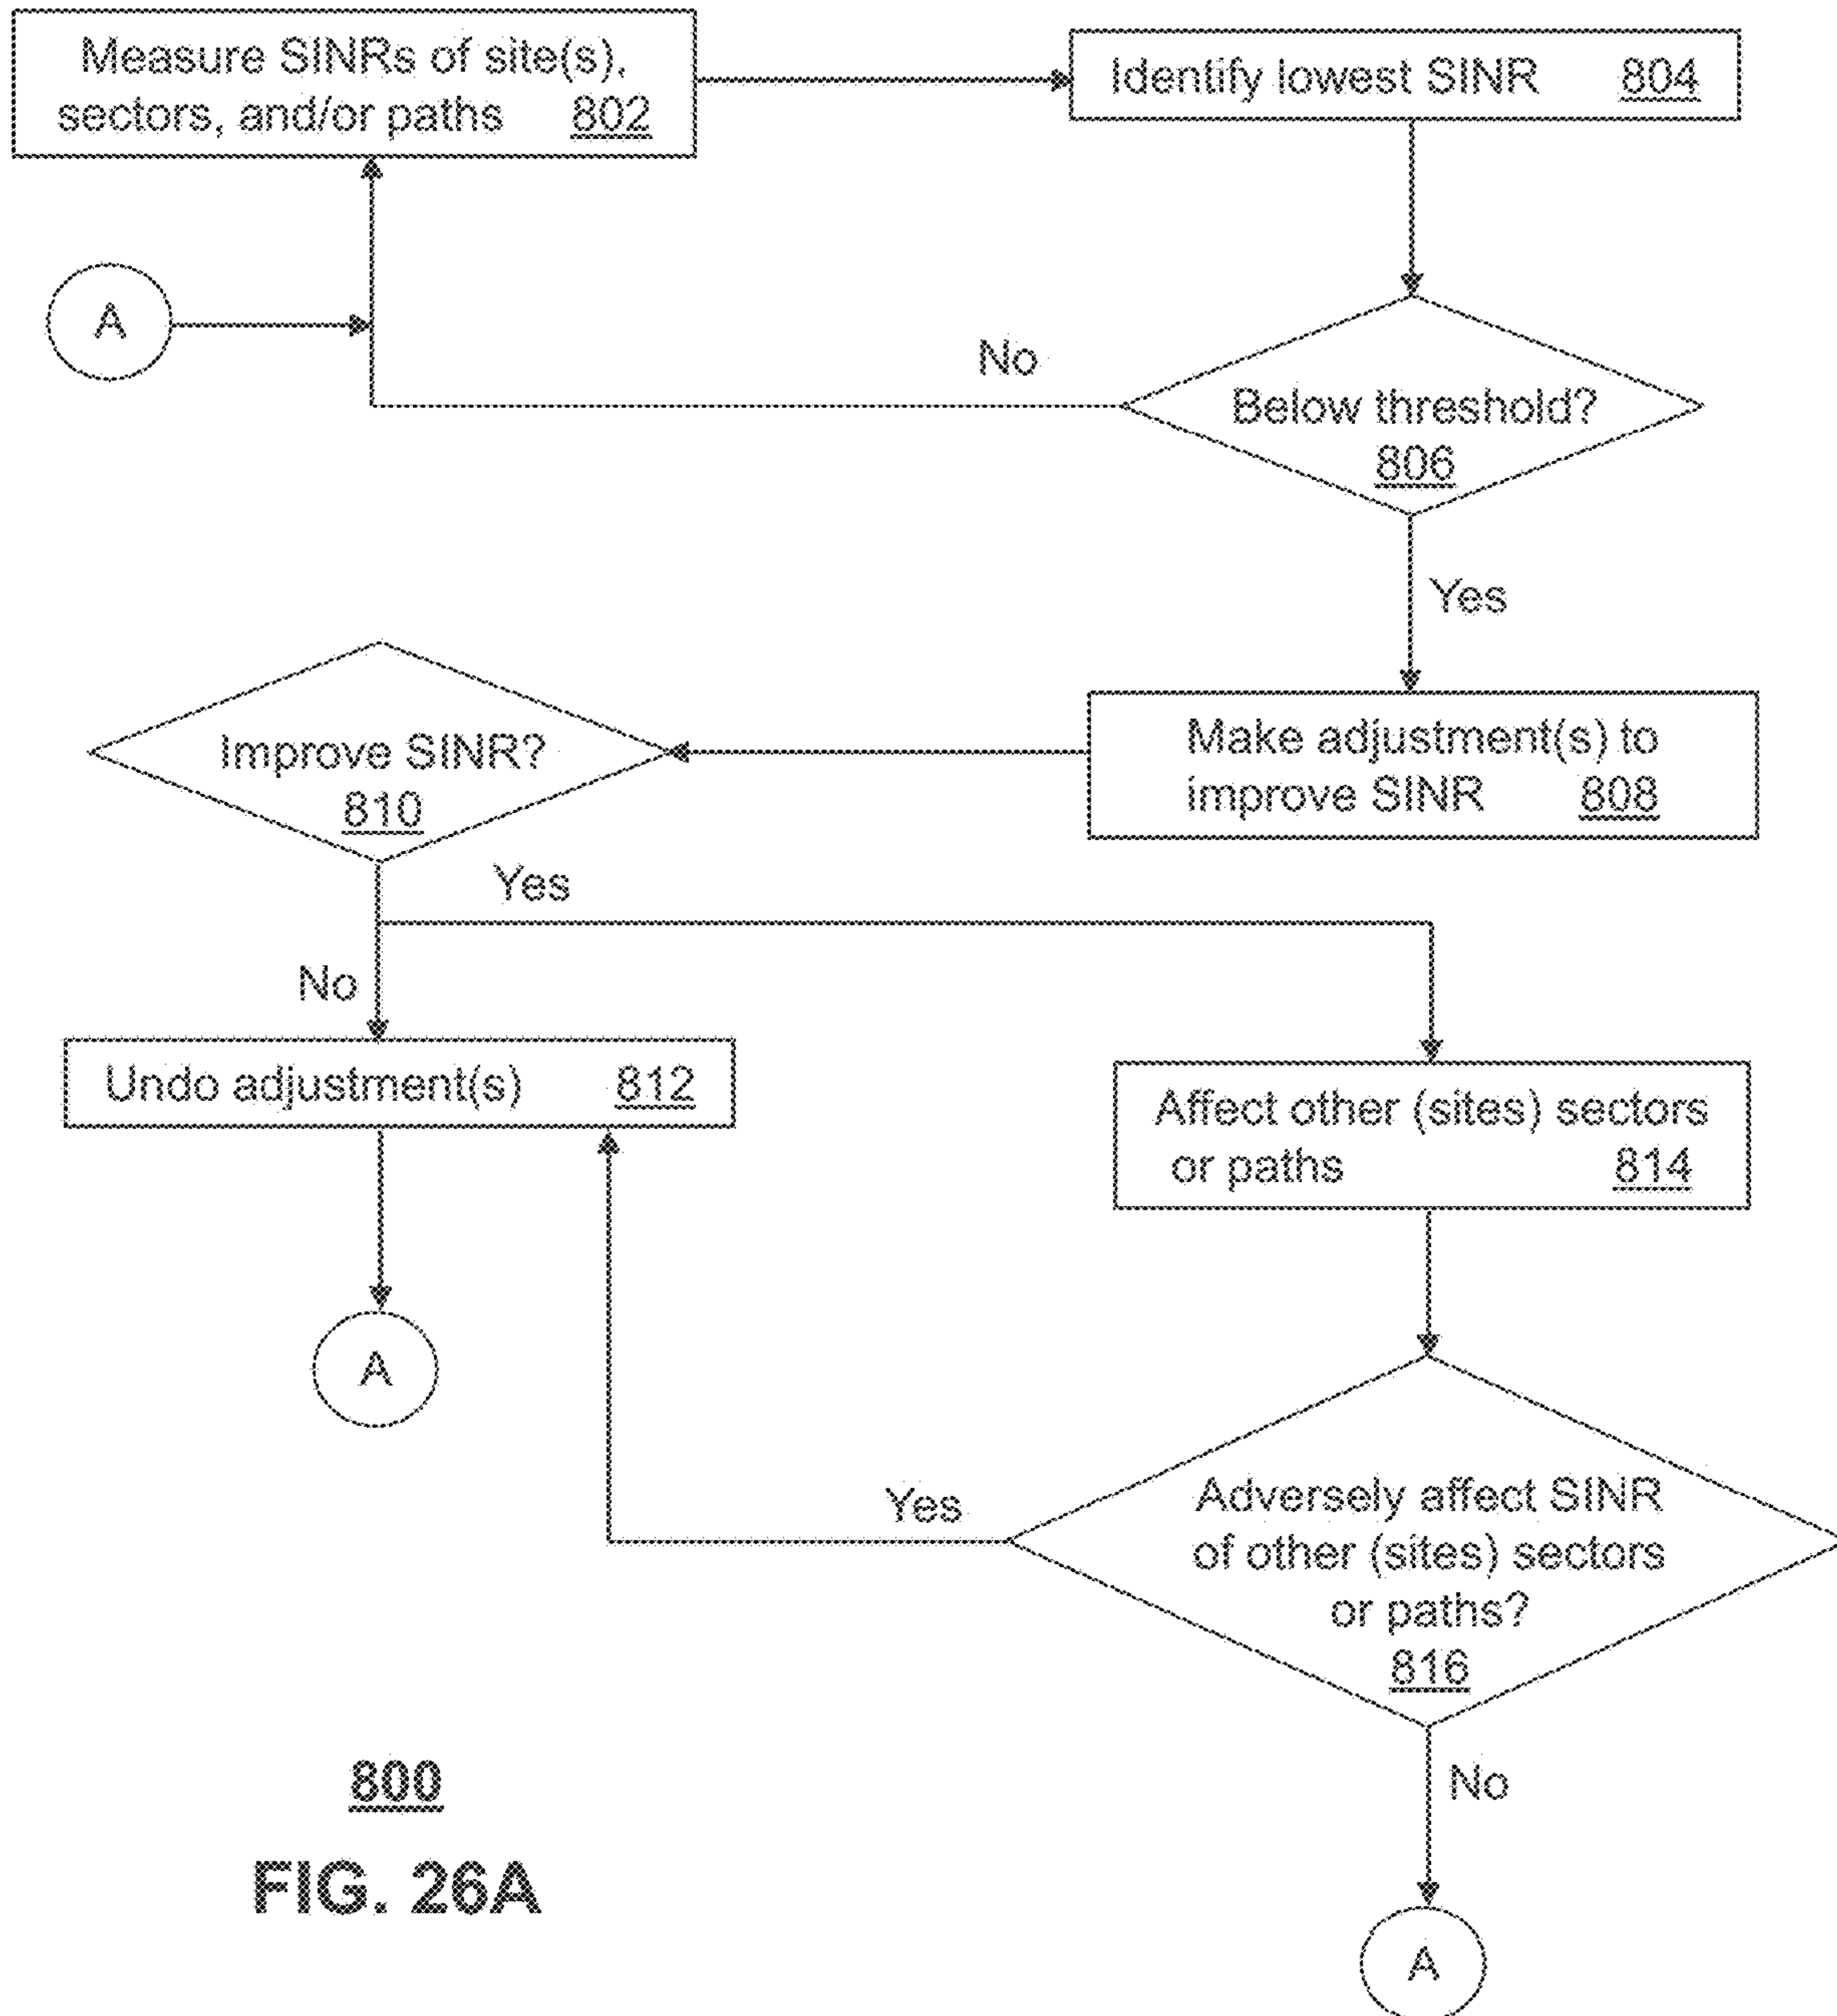 Measure SINRs of site(s),
sectors, and/or paths 802
Identify lowest SINR 804
A
No
Below threshold?
806
Yes
Improve SINR?
810
Make adjustment(s) to
improve SINR 808
Yes
No
Undo adjustment(s) 812
Affect other (sites) sectors
or paths 814
A
Yes
Adversely affect SINR
of other (sites) sectors
or paths?
816
No
800
FIG. 26A
A